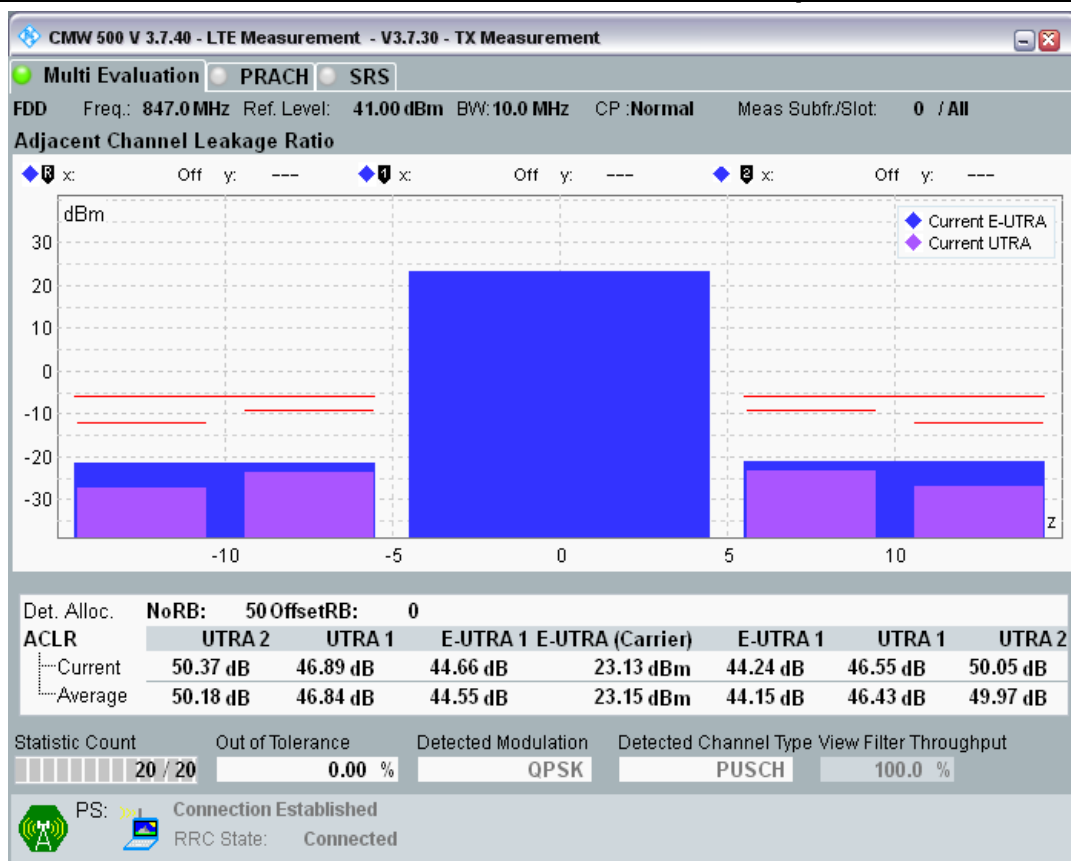 CMW 500 V 3.7.40 - LTE Measurement - V3.7.30 - TX Measurement
Multi Evaluation PRACH SRS
FDD Freq.: 847.0 MHz Ref. Level: 41.00 dBm BW: 10.0 MHz CP :Normal Meas Subfr./Slot: 0 / All
Adjacent Channel Leakage Ratio
R x: Off y: --- 1 x: Off y: --- 2 x: Off y: ---
dBm
Current E-UTRA
Current UTRA
30
20
10
0
-10
-20
-30
z
-10 -5 0 5 10
Det. Alloc. NoRB: 50 OffsetRB: 0
ACLR UTRA 2 UTRA 1 E-UTRA 1 E-UTRA (Carrier) E-UTRA 1 UTRA 1 UTRA 2
Current 50.37 dB 46.89 dB 44.66 dB 23.13 dBm 44.24 dB 46.55 dB 50.05 dB
Average 50.18 dB 46.84 dB 44.55 dB 23.15 dBm 44.15 dB 46.43 dB 49.97 dB
Statistic Count Out of Tolerance Detected Modulation Detected Channel Type View Filter Throughput
20 / 20 0.00 % QPSK PUSCH 100.0 %
PS: Connection Established
RRC State: Connected